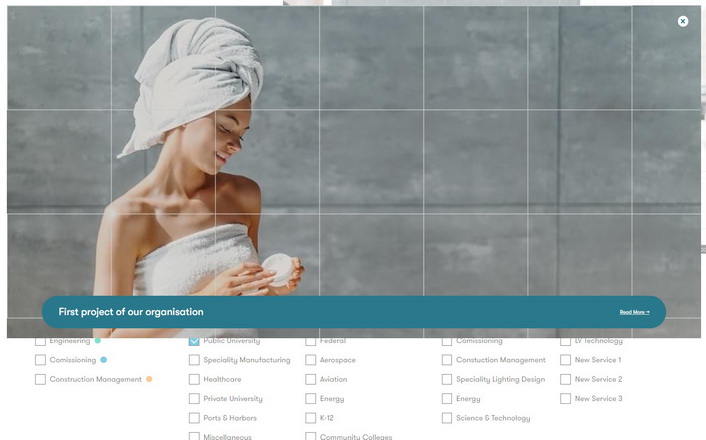 First project of our organisation
Read More →
Engineering
Public University
Federal
Comissioning
LV Technology
Comissioning
Speciality Manufacturing
Aerospace
Constuction Management
New Service 1
Construction Management
Healthcare
Aviation
Speciality Lighting Design
New Service 2
Private University
Energy
Energy
New Service 3
Ports & Harbors
K-12
Science & Technology
Miscellaneous
Community Colleges